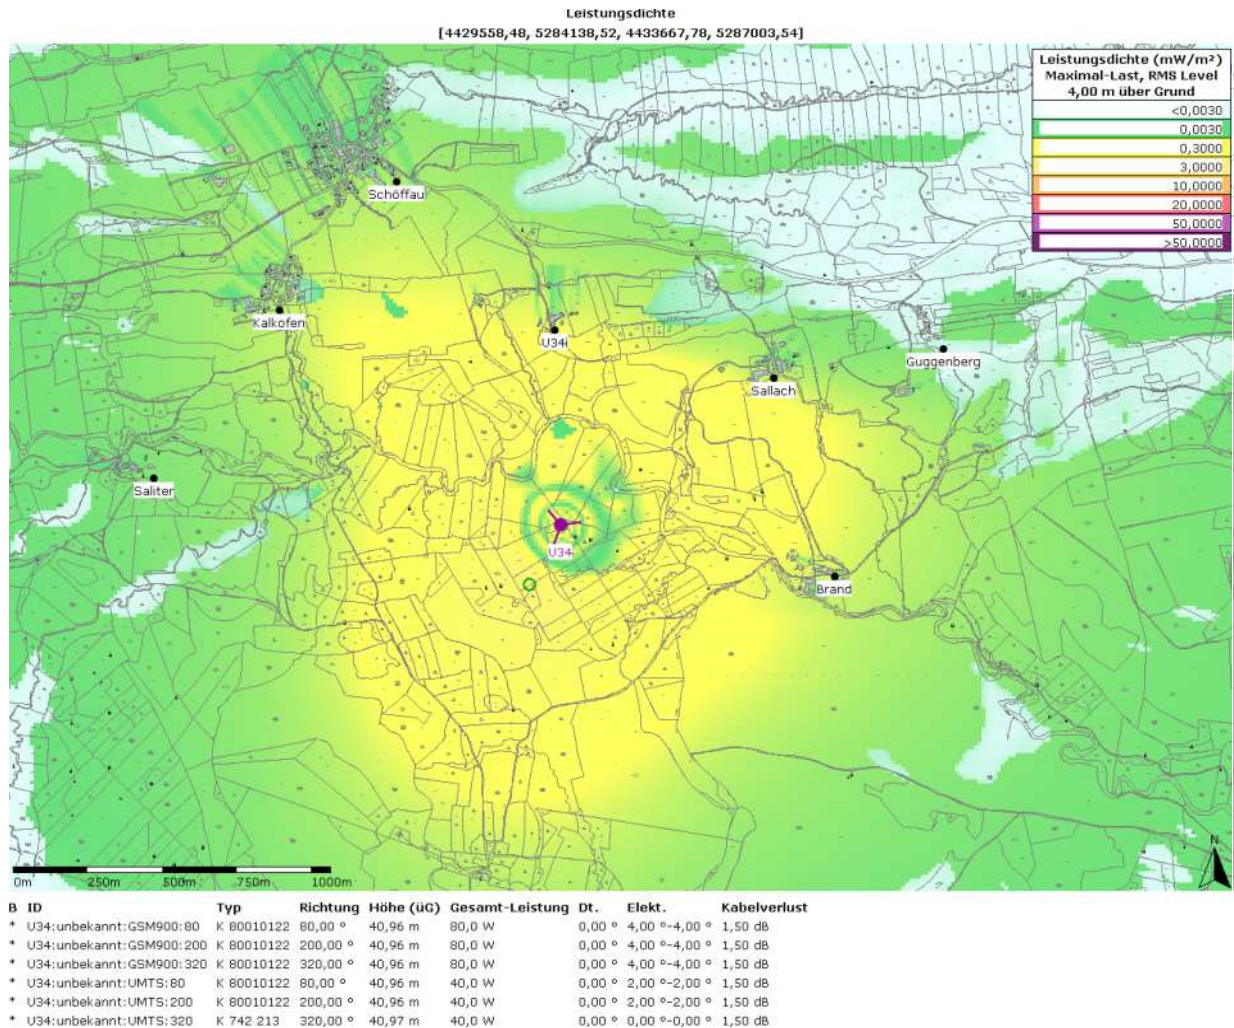 Leistungsdichte
[4429558,48, 5284138,52, 4433667,78, 5287003,54]
Leistungsdichte (mW/m²)
Maximal-Last, RMS Level
4,00 m über Grund
<0,0030
0,0030
0,3000
3,0000
10,0000
20,0000
50,0000
>50,0000
Schöffau
Kalkofen
U34i
Guggenberg
Sallach
Saliter
U34
Brand
N
0m 250m 500m 750m 1000m
B ID Typ Richtung Höhe (üG) Gesamt-Leistung Dt. Elekt. Kabelverlust
* U34:unbekannt:GSM900:80 K 80010122 80,00 ° 40,96 m 80,0 W 0,00 ° 4,00 °-4,00 ° 1,50 dB
* U34:unbekannt:GSM900:200 K 80010122 200,00 ° 40,96 m 80,0 W 0,00 ° 4,00 °-4,00 ° 1,50 dB
* U34:unbekannt:GSM900:320 K 80010122 320,00 ° 40,96 m 80,0 W 0,00 ° 4,00 °-4,00 ° 1,50 dB
* U34:unbekannt:UMTS:80 K 80010122 80,00 ° 40,96 m 40,0 W 0,00 ° 2,00 °-2,00 ° 1,50 dB
* U34:unbekannt:UMTS:200 K 80010122 200,00 ° 40,96 m 40,0 W 0,00 ° 2,00 °-2,00 ° 1,50 dB
* U34:unbekannt:UMTS:320 K 742 213 320,00 ° 40,97 m 40,0 W 0,00 ° 0,00 °-0,00 ° 1,50 dB